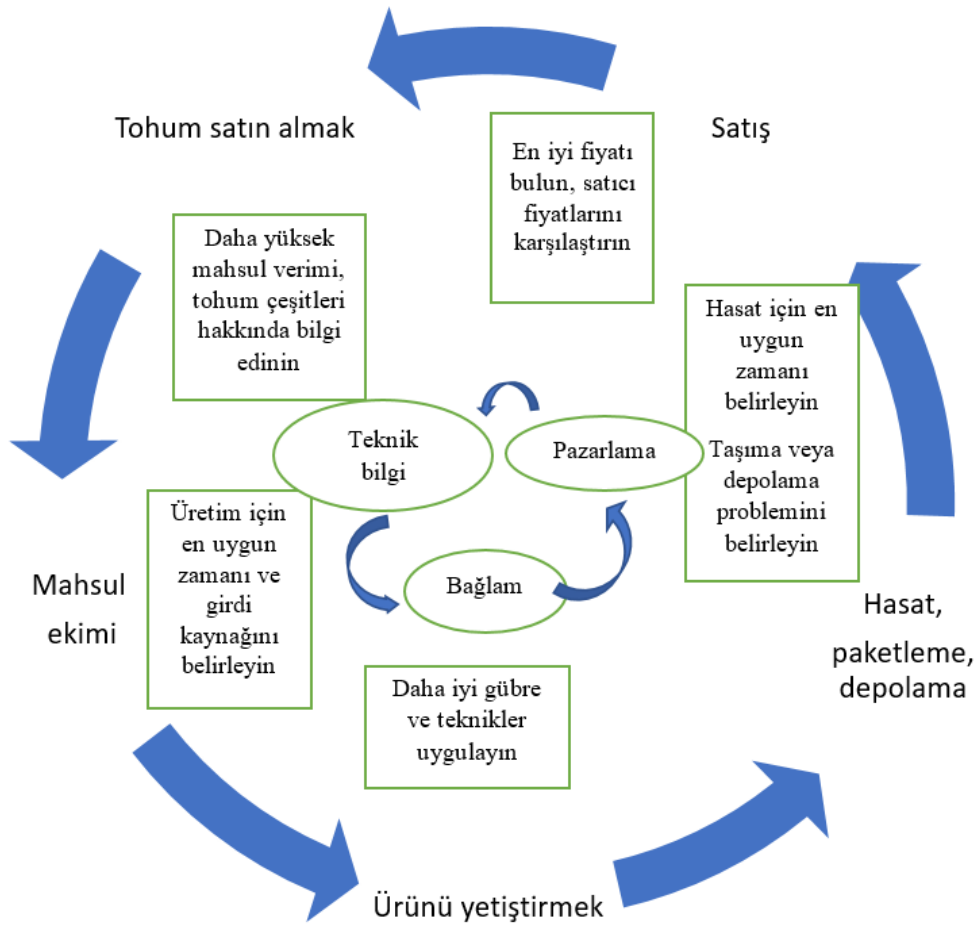 Tohum satın almak
Satış
En iyi fiyatı
bulun, satıcı
fiyatlarını
karşılaştırın
Daha yüksek
mahsul verimi,
tohum çeşitleri
hakkında bilgi
edinin
Hasat için en
uygun
zamanı
belirleyin
Taşıma veya
depolama
problemini
belirleyin
Teknik
bilgi
Pazarlama
Bağlam
Üretim için
en uygun
zamanı ve
girdi
kaynağını
belirleyin
Mahsul
ekimi
Hasat,
paketleme,
depolama
Daha iyi gübre
ve teknikler
uygulayın
Ürünü yetiştirmek